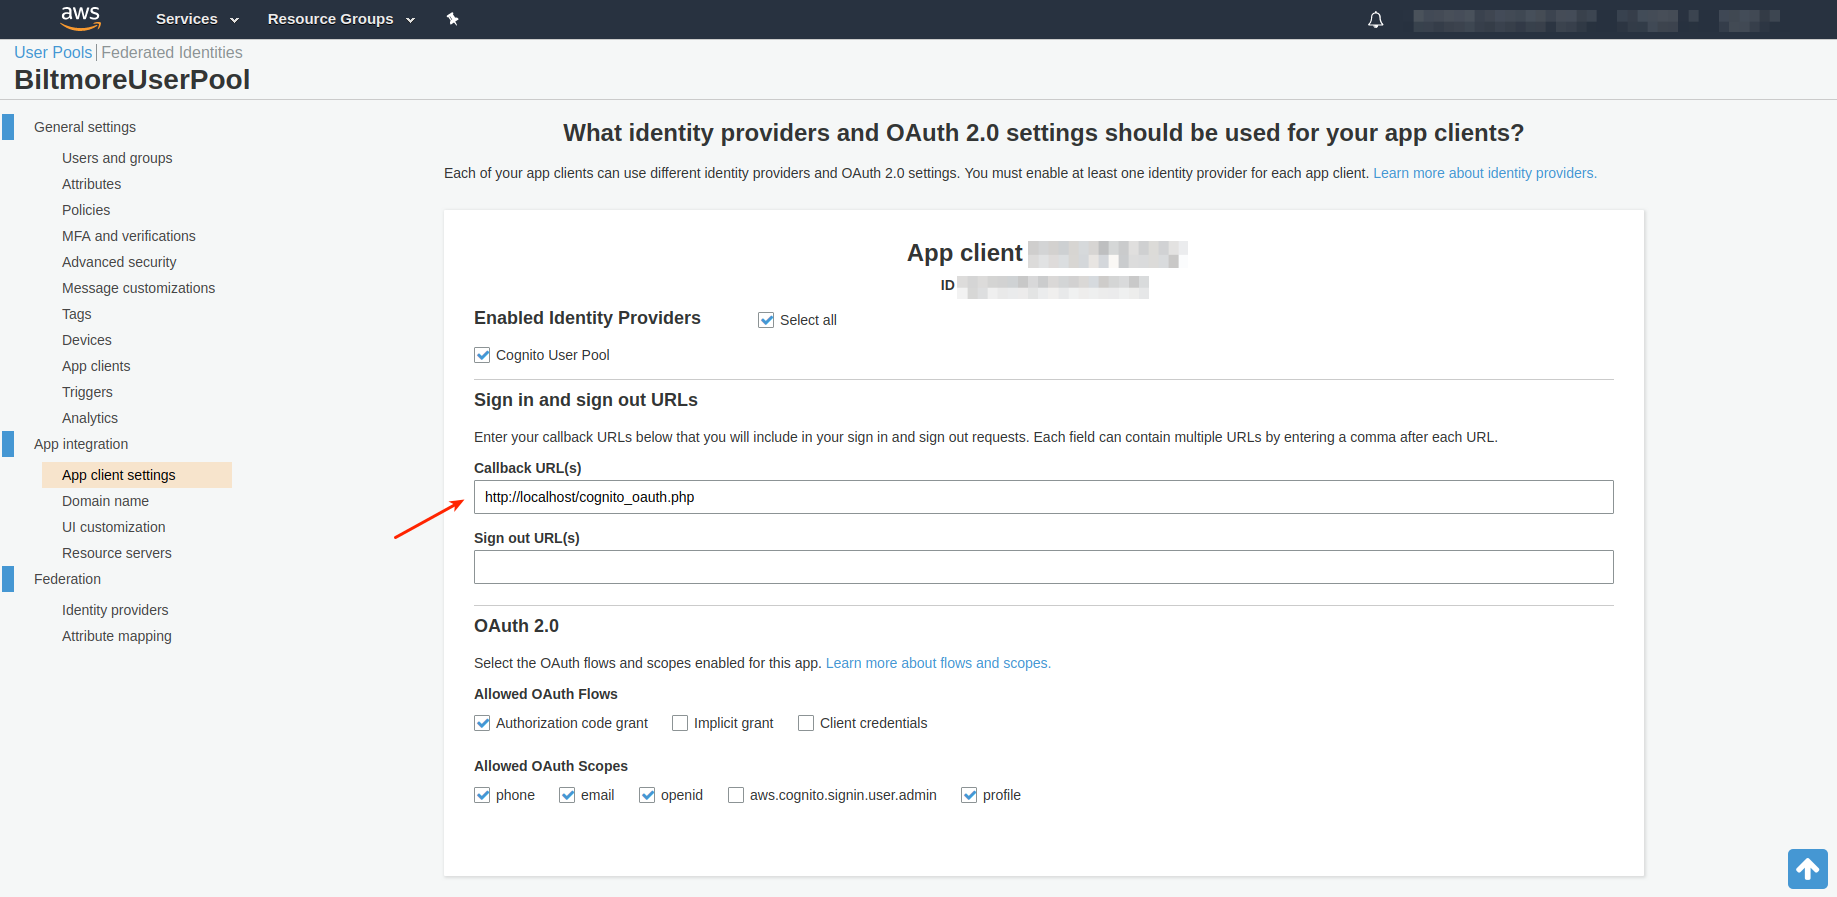 aws Services Resource Groups
User Pools | Federated Identities
BiltmoreUserPool
General settings
Users and groups
Attributes
Policies
MFA and verifications
Advanced security
Message customizations
Tags
Devices
App clients
Triggers
Analytics
App integration
App client settings
Domain name
UI customization
Resource servers
Federation
Identity providers
Attribute mapping
What identity providers and OAuth 2.0 settings should be used for your app clients?
Each of your app clients can use different identity providers and OAuth 2.0 settings. You must enable at least one identity provider for each app client. Learn more about identity providers.
App client
ID
Enabled Identity Providers Select all
Cognito User Pool
Sign in and sign out URLs
Enter your callback URLs below that you will include in your sign in and sign out requests. Each field can contain multiple URLs by entering a comma after each URL.
Callback URL(s)
http://localhost/cognito_oauth.php
Sign out URL(s)
OAuth 2.0
Select the OAuth flows and scopes enabled for this app. Learn more about flows and scopes.
Allowed OAuth Flows
Authorization code grant Implicit grant Client credentials
Allowed OAuth Scopes
phone email openid aws.cognito.signin.user.admin profile